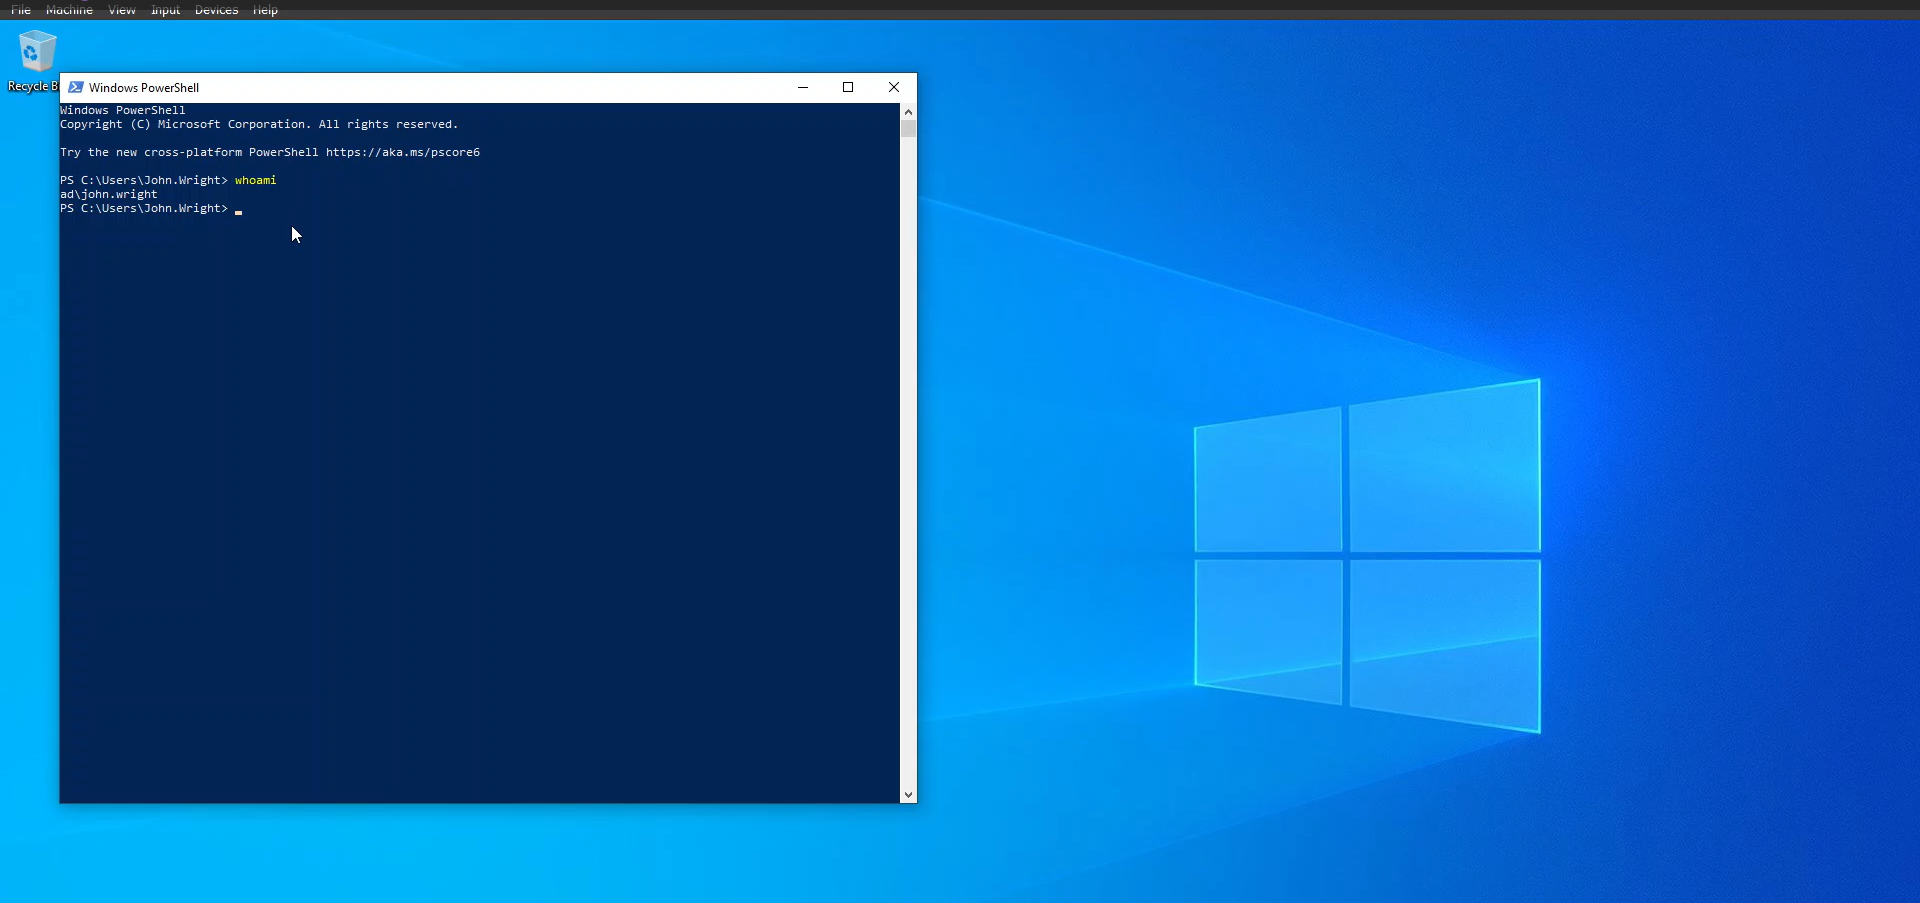 File Machine View Input Devices Help
Recycle B
Windows PowerShell
Windows PowerShell
Copyright (C) Microsoft Corporation. All rights reserved.
Try the new cross-platform PowerShell https://aka.ms/pscore6
PS C:\Users\John.Wright> whoami
ad\john.wright
PS C:\Users\John.Wright>